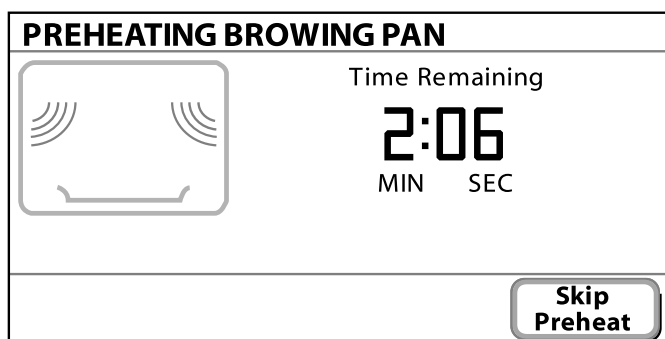 PREHEATING BROWING PAN
Time Remaining
2:06
MIN SEC
Skip
Preheat